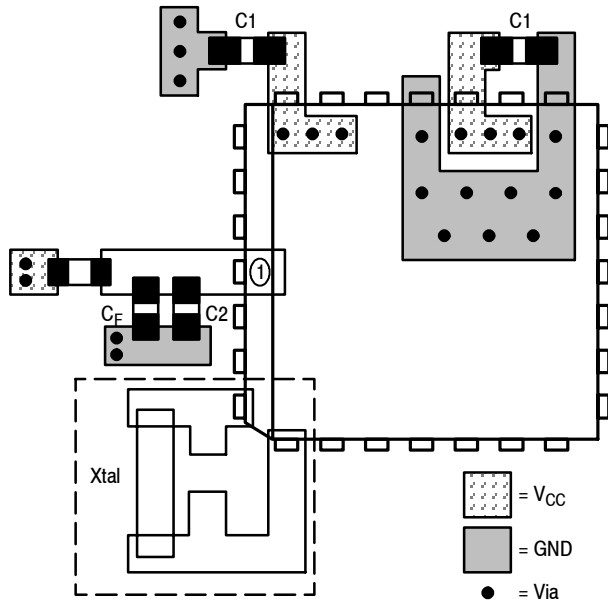 C1
C1
1
CF
C2
Xtal
= VCC
= GND
= Via